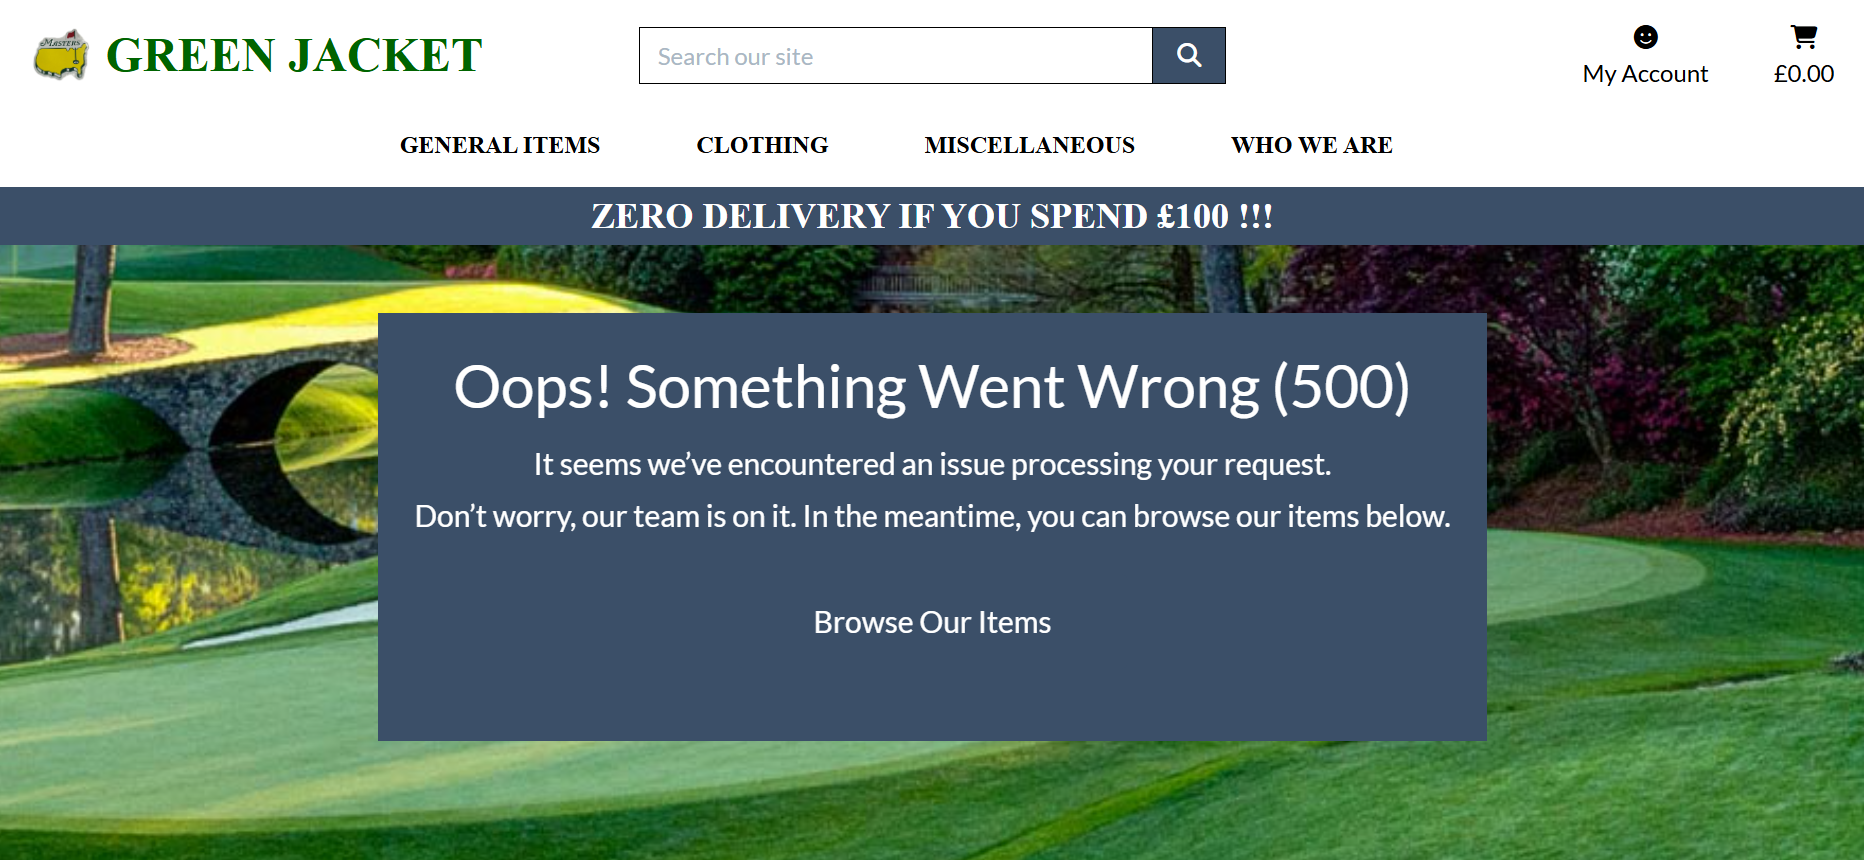 MASTERS
GREEN JACKET
Search our site
My Account
£0.00
GENERAL ITEMS
CLOTHING
MISCELLANEOUS
WHO WE ARE
ZERO DELIVERY IF YOU SPEND £100 !!!
Oops! Something Went Wrong (500)
It seems we’ve encountered an issue processing your request.
Don’t worry, our team is on it. In the meantime, you can browse our items below.
Browse Our Items